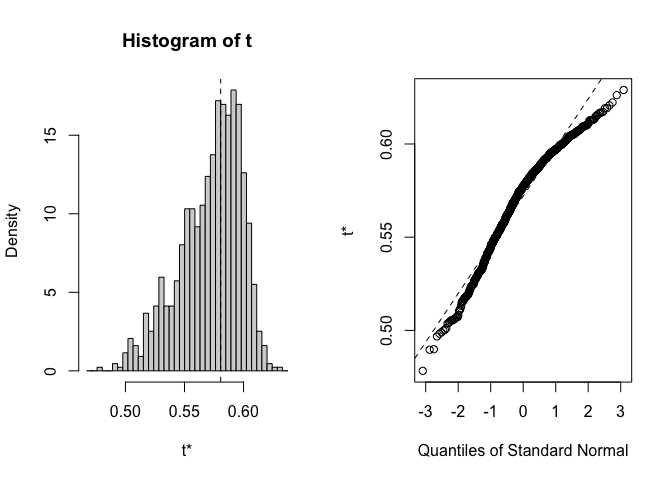 Histogram of t
Density
0
5
10
15
0.50 0.55 0.60
t*
t*
0.50
0.55
0.60
-3 -2 -1 0 1 2 3
Quantiles of Standard Normal